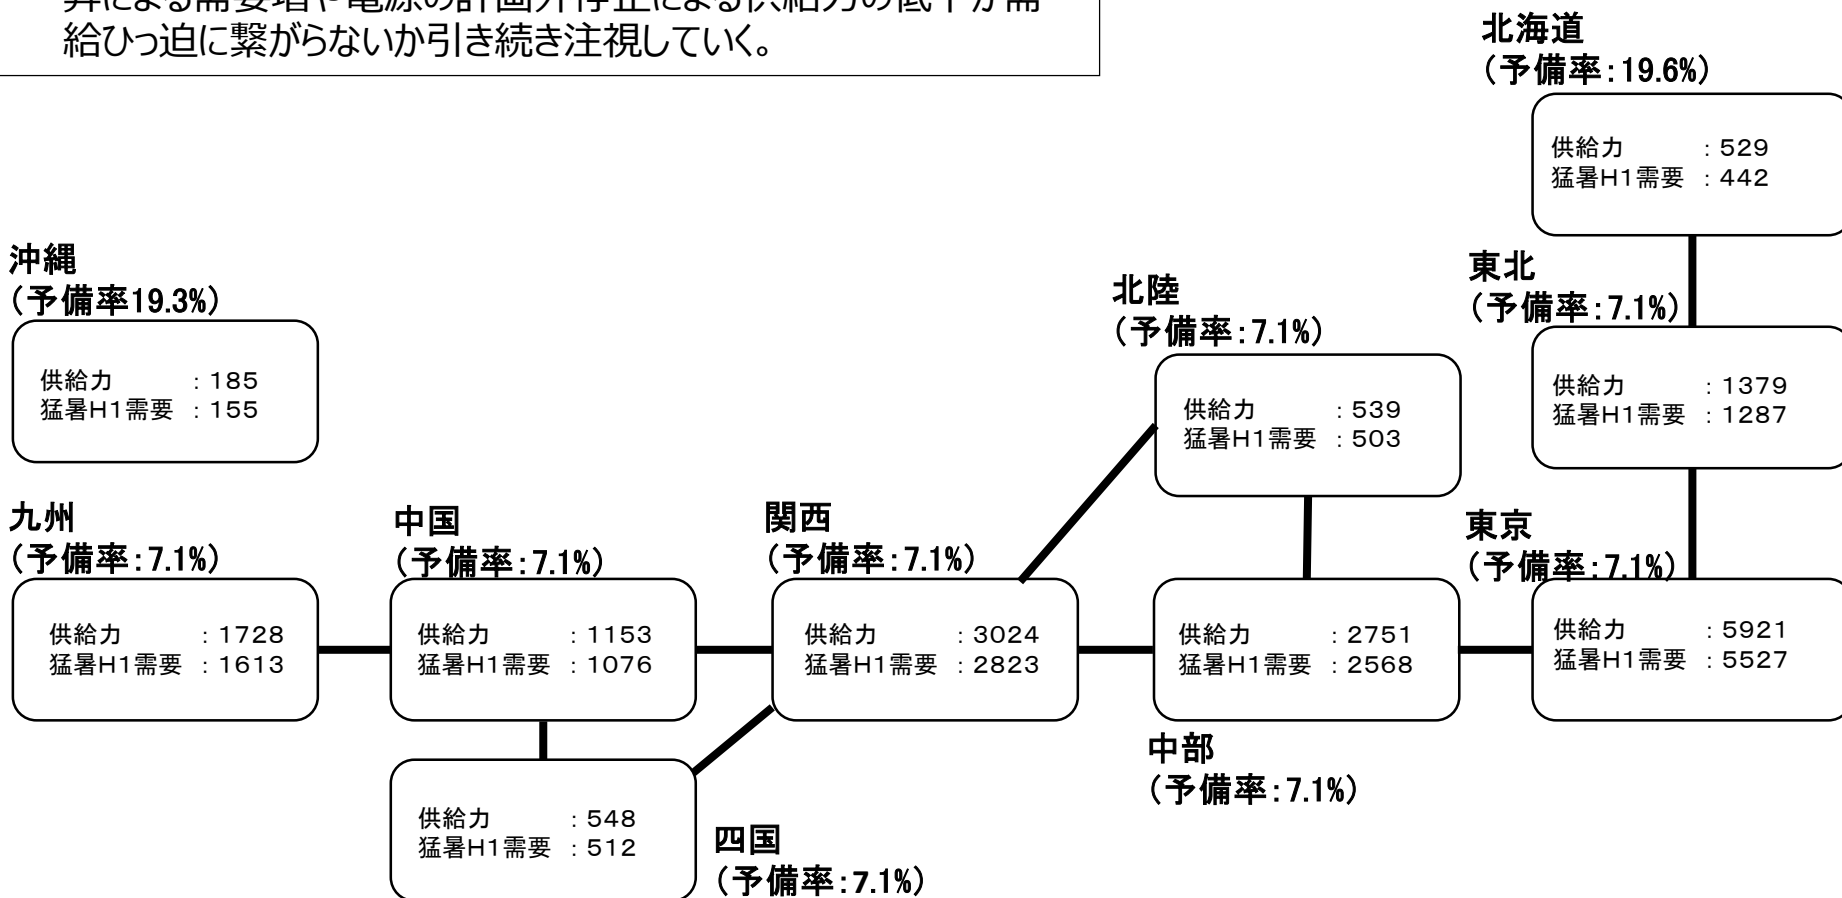 給ひっ迫に繋がらないか引き続き注視していく。
北海道
（予備率：19.6%）
供給力 ：529
猛暑H1需要 ：442
沖縄
（予備率19.3%）
供給力 ：185
猛暑H1需要 ：155
北陸
（予備率：7.1%）
供給力 ：539
猛暑H1需要 ：503
東北
（予備率：7.1%）
供給力 ：1379
猛暑H1需要 ：1287
九州
（予備率：7.1%）
供給力 ：1728
猛暑H1需要 ：1613
中国
（予備率：7.1%）
供給力 ：1153
猛暑H1需要 ：1076
関西
（予備率：7.1%）
供給力 ：3024
猛暑H1需要 ：2823
供給力 ：2751
猛暑H1需要 ：2568
中部
（予備率：7.1%）
東京
（予備率：7.1%）
供給力 ：5921
猛暑H1需要 ：5527
供給力 ：548
猛暑H1需要 ：512
四国
（予備率：7.1%）